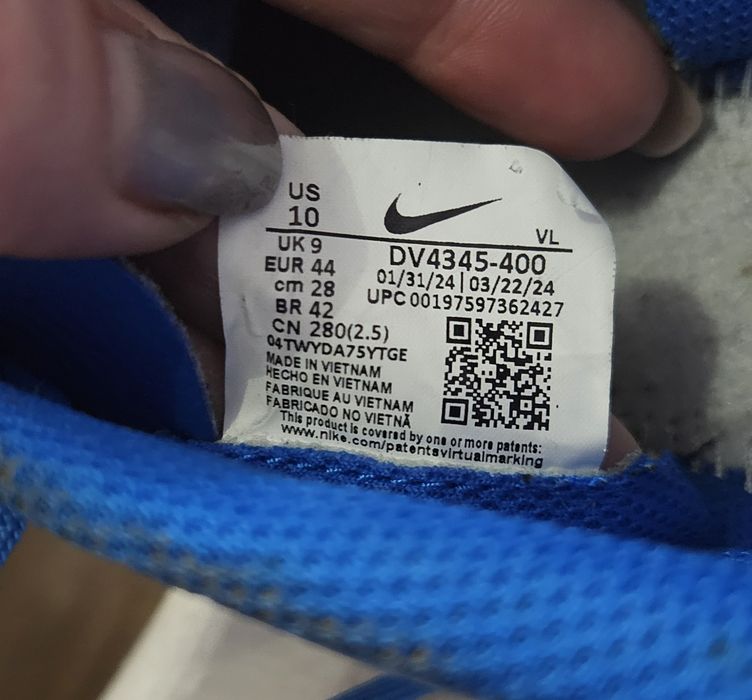 US
10
VL
UK 9
EUR 44
cm 28
BR 42
CN 280(2.5)
04TWYDA75YTGE
DV4345-400
01/31/24 | 03/22/24
UPC 00197597362427
MADE IN VIETNAM
HECHO EN VIETNAM
FABRIQUE AU VIETNAM
FABRICADO NO VIETNÃ
This product is covered by one or more patents:
www.nike.com/patentsvirtualmarking